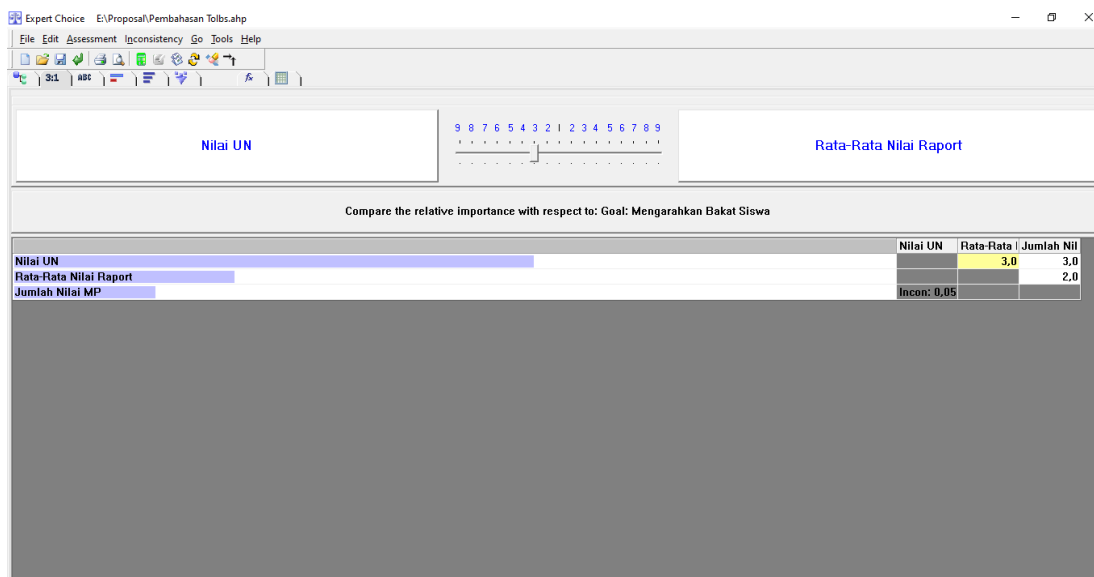 Expert Choice E:\Proposal\Pembahasan Tolbs.ahp
File Edit Assessment Inconsistency Go Tools Help
3:1 ABC fx
9 8 7 6 5 4 3 2 1 2 3 4 5 6 7 8 9
Nilai UN Rata-Rata Nilai Raport
Compare the relative importance with respect to: Goal: Mengarahkan Bakat Siswa
Nilai UN Rata-Rata Jumlah Nil
Nilai UN 3,0 3,0
Rata-Rata Nilai Raport 2,0
Jumlah Nilai MP Incon: 0,05